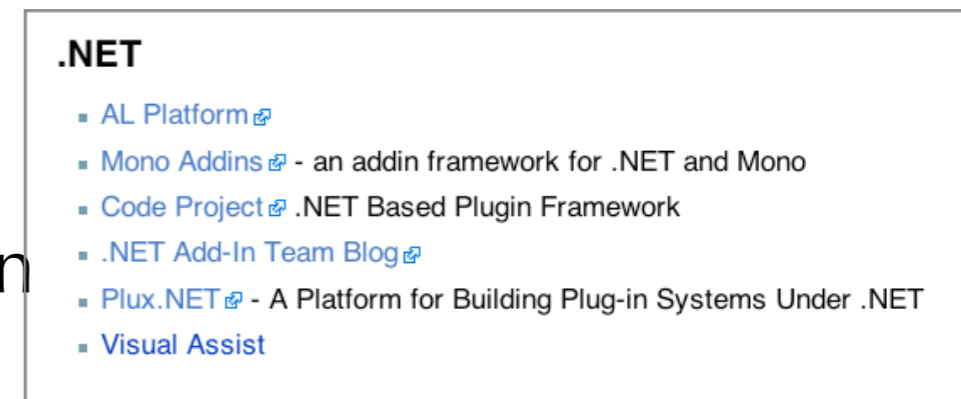 .NET
AL Platform
Mono Addins - an addin framework for .NET and Mono
Code Project .NET Based Plugin Framework
.NET Add-In Team Blog
n
Plux.NET - A Platform for Building Plug-in Systems Under .NET
Visual Assist